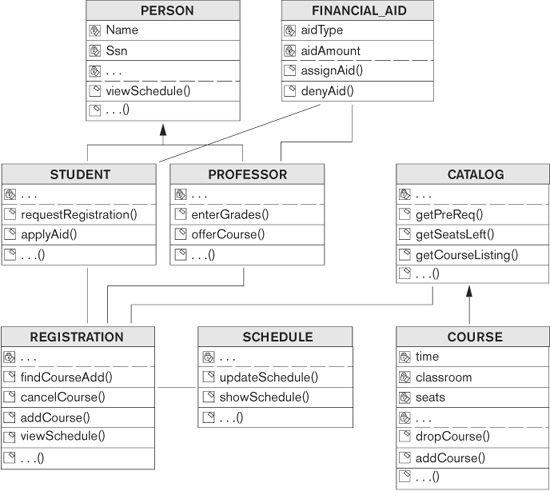 PERSON
Name
Ssn
. . .
viewSchedule()
. . .()
FINANCIAL_AID
aidType
aidAmount
assignAid()
denyAid()
STUDENT
. . .
requestRegistration()
applyAid()
. . .()
PROFESSOR
. . .
enterGrades()
offerCourse()
. . .()
CATALOG
. . .
getPreReq()
getSeatsLeft()
getCourseListing()
. . .()
REGISTRATION
. . .
findCourseAdd()
cancelCourse()
addCourse()
viewSchedule()
. . .()
SCHEDULE
. . .
updateSchedule()
showSchedule()
. . .()
COURSE
time
classroom
seats
. . .
dropCourse()
addCourse()
. . .()